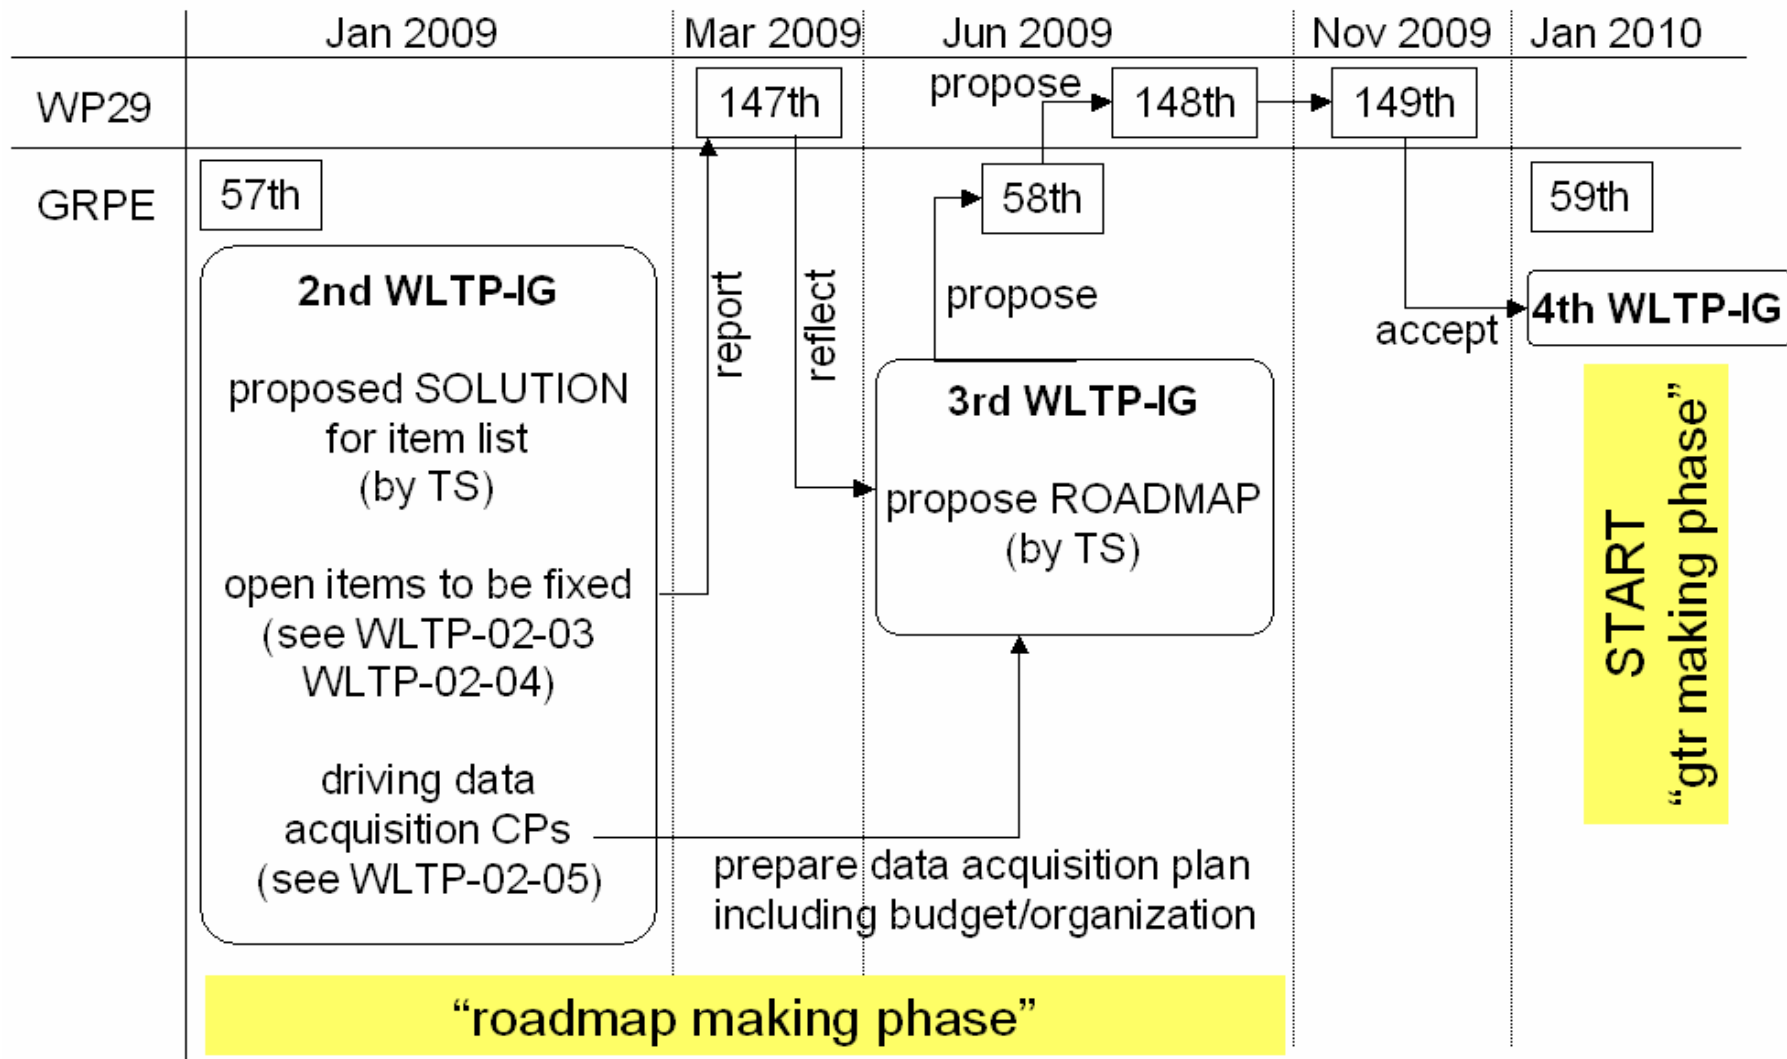 Jan 2009
Mar 2009
Jun 2009
Nov 2009
Jan 2010
WP29
147th
propose
148th
149th
GRPE
57th
58th
59th
2nd WLTP-IG
proposed SOLUTION
for item list
(by TS)
open items to be fixed
(see WLTP-02-03
WLTP-02-04)
driving data
acquisition CPs
(see WLTP-02-05)
report
reflect
propose
3rd WLTP-IG
propose ROADMAP
(by TS)
accept
4th WLTP-IG
START
“gtr making phase”
prepare data acquisition plan
including budget/organization
“roadmap making phase”